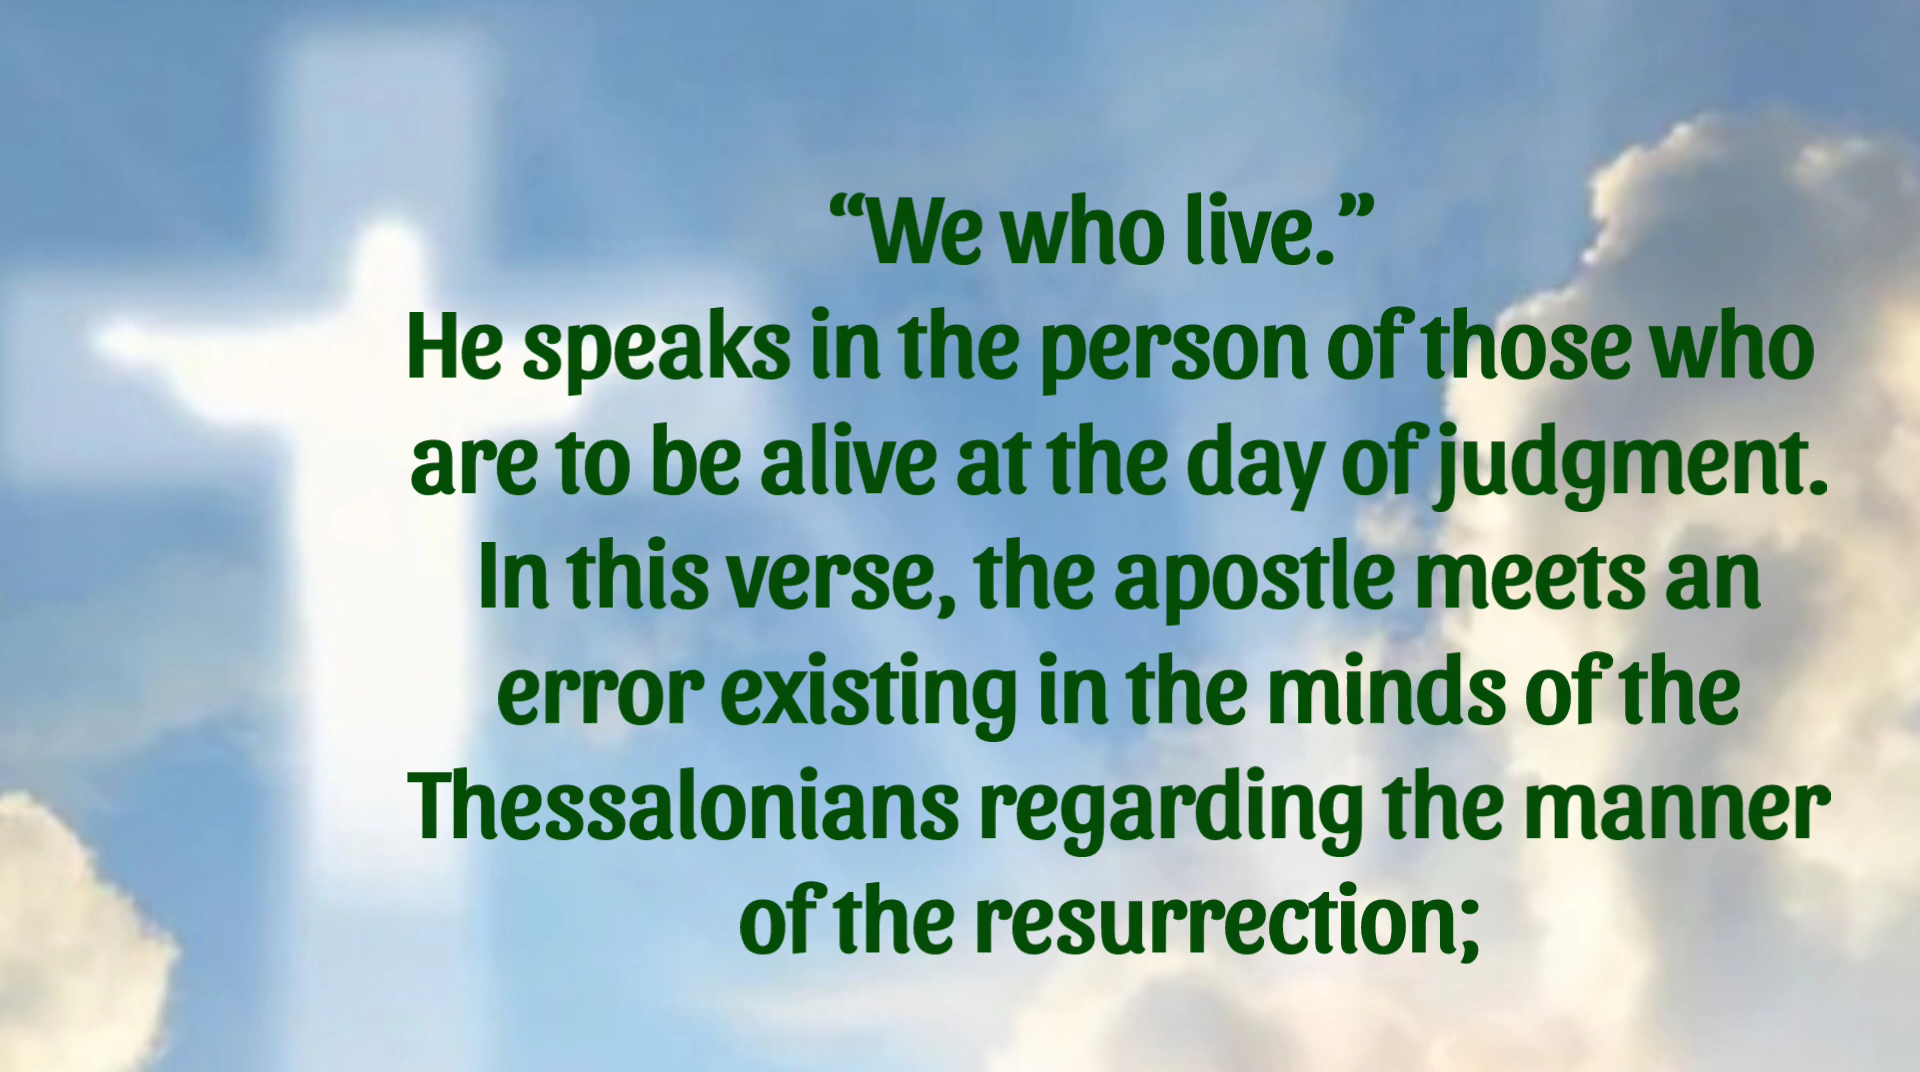 “We who live.”
He speaks in the person of those who
are to be alive at the day of judgment.
In this verse, the apostle meets an
error existing in the minds of the
Thessalonians regarding the manner
of the resurrection;